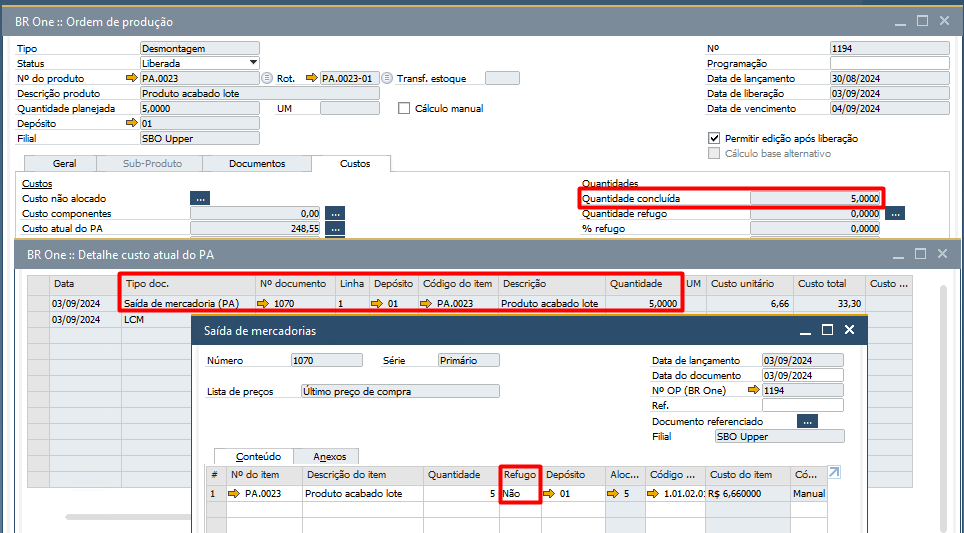 BR One :: Ordem de produção
Tipo Desmontagem Nº 1194
Status Liberada Programação
Nº do produto PA.0023 Rot. PA.0023-01 Transf. estoque Data de lançamento 30/08/2024
Descrição produto Produto acabado lote Data de liberação 03/09/2024
Quantidade planejada 5,0000 UM Cálculo manual Data de vencimento 04/09/2024
Depósito 01
Filial SBO Upper Permitir edição após liberação
Cálculo base alternativo
Geral Sub-Produto Documentos Custos
Custos Quantidades
Custo não alocado ... Quantidade concluída 5,0000
Custo componentes 0,00 ... Quantidade refugo 0,0000 ...
Custo atual do PA 248,55 ... % refugo 0,0000
BR One :: Detalhe custo atual do PA
Data Tipo doc. Nº documento Linha Depósito Código do item Descrição Quantidade UM Custo unitário Custo total Custo ...
03/09/2024 Saída de mercadoria (PA) 1070 1 01 PA.0023 Produto acabado lote 5,0000 6,66 33,30
03/09/2024 LCM
Saída de mercadorias
Número 1070 Série Primário Data de lançamento 03/09/2024
Data do documento 03/09/2024
Lista de preços Último preço de compra Nº OP (BR One) 1194
Ref.
Documento referenciado ...
Filial SBO Upper
Conteúdo Anexos
# Nº do item Descrição do item Quantidade Refugo Depósito Aloc... Código ... Custo do item Có...
1 PA.0023 Produto acabado lote 5 Não 01 5 1.01.02.0 R$ 6,660000 Manual